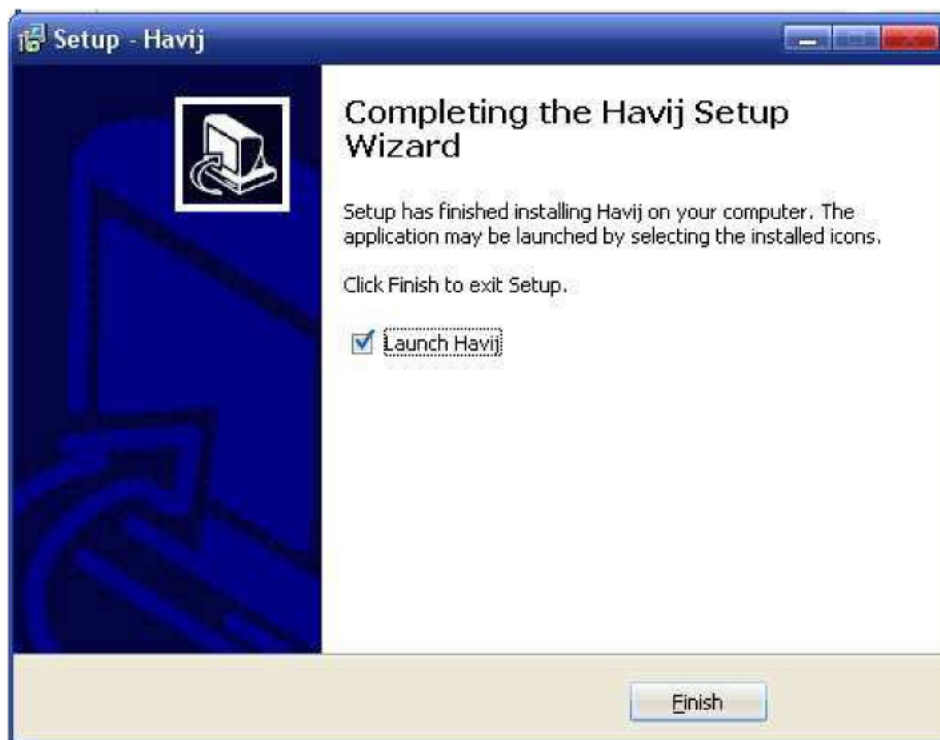 Setup - Havij
Completing the Havij Setup
Wizard
Setup has finished installing Havij on your computer. The
application may be launched by selecting the installed icons.
Click Finish to exit Setup.
Launch Havij
Finish